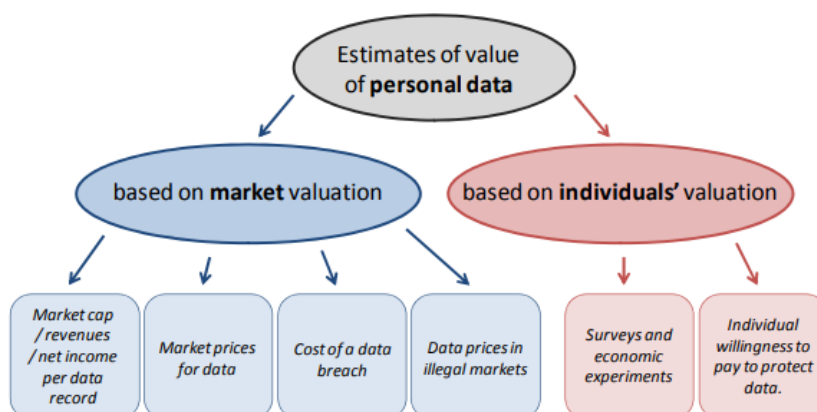 Estimates of value
of personal data
based on market valuation
based on individuals' valuation
Market cap
/ revenues
/ net income
per data
record
Market prices
for data
Cost of a data
breach
Data prices in
illegal markets
Surveys and
economic
experiments
Individual
willingness to
pay to protect
data.